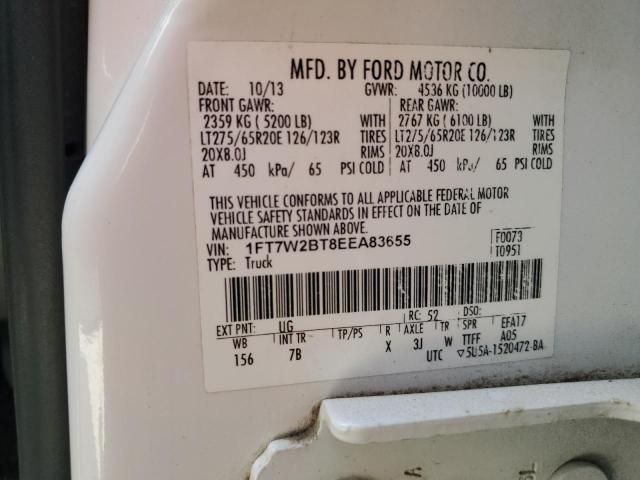 MFD. BY FORD MOTOR CO.
DATE: 10/13 GVWR: 4536 KG (10000 LB)
FRONT GAWR: REAR GAWR:
2359 KG ( 5200 LB) WITH 2767 KG ( 6100 LB) WITH
LT275/65R20E 126/123R TIRES LT275/65R20E 126/123R TIRES
20X8.0J RIMS 20X8.0J RIMS
AT 450 kPa/ 65 PSI COLD AT 450 kPa/ 65 PSI COLD
THIS VEHICLE CONFORMS TO ALL APPLICABLE FEDERAL MOTOR
VEHICLE SAFETY STANDARDS IN EFFECT ON THE DATE OF
MANUFACTURE SHOWN ABOVE.
VIN: 1FT7W2BT8EEA83655 F0073
TYPE: Truck T0951
EXT PNT: UG RC: 52 DSO:
WB INT TR TP/PS R AXLE TR SPR EFA17
156 7B X 3J W TTFF A05
UTC ▽5U5A-1520472-BA
A